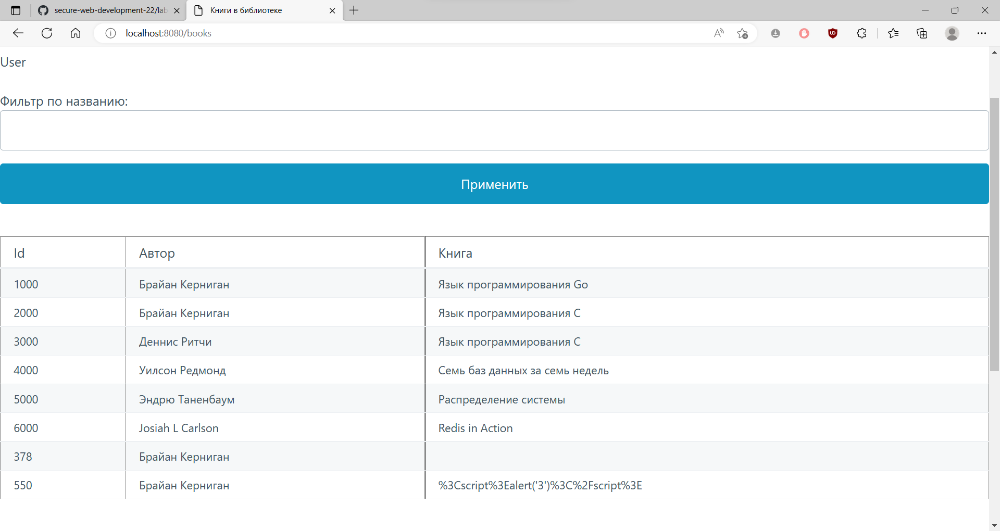 secure-web-development-22/lab
Книги в библиотеке
localhost:8080/books
User
Фильтр по названию:
Применить
Id Автор Книга
1000 Брайан Керниган Язык программирования Go
2000 Брайан Керниган Язык программирования C
3000 Деннис Ритчи Язык программирования C
4000 Уилсон Редмонд Семь баз данных за семь недель
5000 Эндрю Таненбаум Распределение системы
6000 Josiah L Carlson Redis in Action
378 Брайан Керниган
550 Брайан Керниган %3Cscript%3Ealert('3')%3C%2Fscript%3E